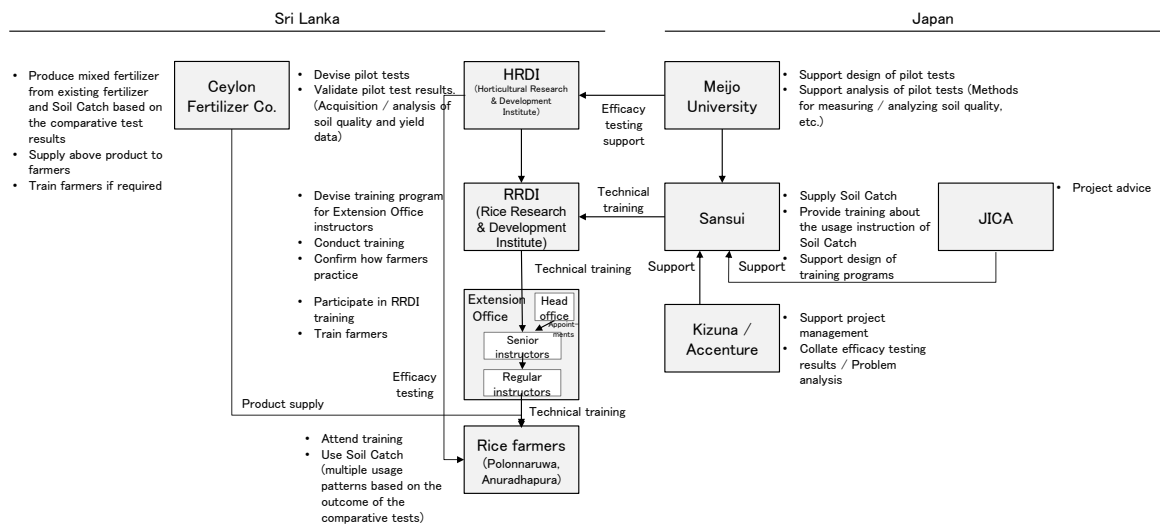 Sri Lanka
Japan
• Produce mixed fertilizer
from existing fertilizer
and Soil Catch based on
the comparative test
results
• Supply above product to
farmers
• Train farmers if required
Ceylon
Fertilizer Co.
• Devise pilot tests
• Validate pilot test results.
(Acquisition / analysis of
soil quality and yield
data)
HRDI
(Horticultural Research
& Development
Institute)
Efficacy
testing
support
Meijo
University
• Support design of pilot tests
• Support analysis of pilot tests (Methods
for measuring / analyzing soil quality,
etc.)
• Devise training program
for Extension Office
instructors
• Conduct training
• Confirm how farmers
practice
RRDI
(Rice Research
& Development
Institute)
Technical
training
Sansui
• Supply Soil Catch
• Provide training about
the usage instruction of
Soil Catch
• Support design of
training programs
JICA
• Project advice
Technical training
Support
Support
• Participate in RRDI
training
• Train farmers
Extension
Office
Head
office
Appoint-
ments
Senior
instructors
Regular
instructors
Kizuna /
Accenture
• Support project
management
• Collate efficacy testing
results / Problem
analysis
Efficacy
testing
Product supply
Technical training
• Attend training
• Use Soil Catch
(multiple usage
patterns based on the
outcome of the
comparative tests)
Rice farmers
(Polonnaruwa,
Anuradhapura)